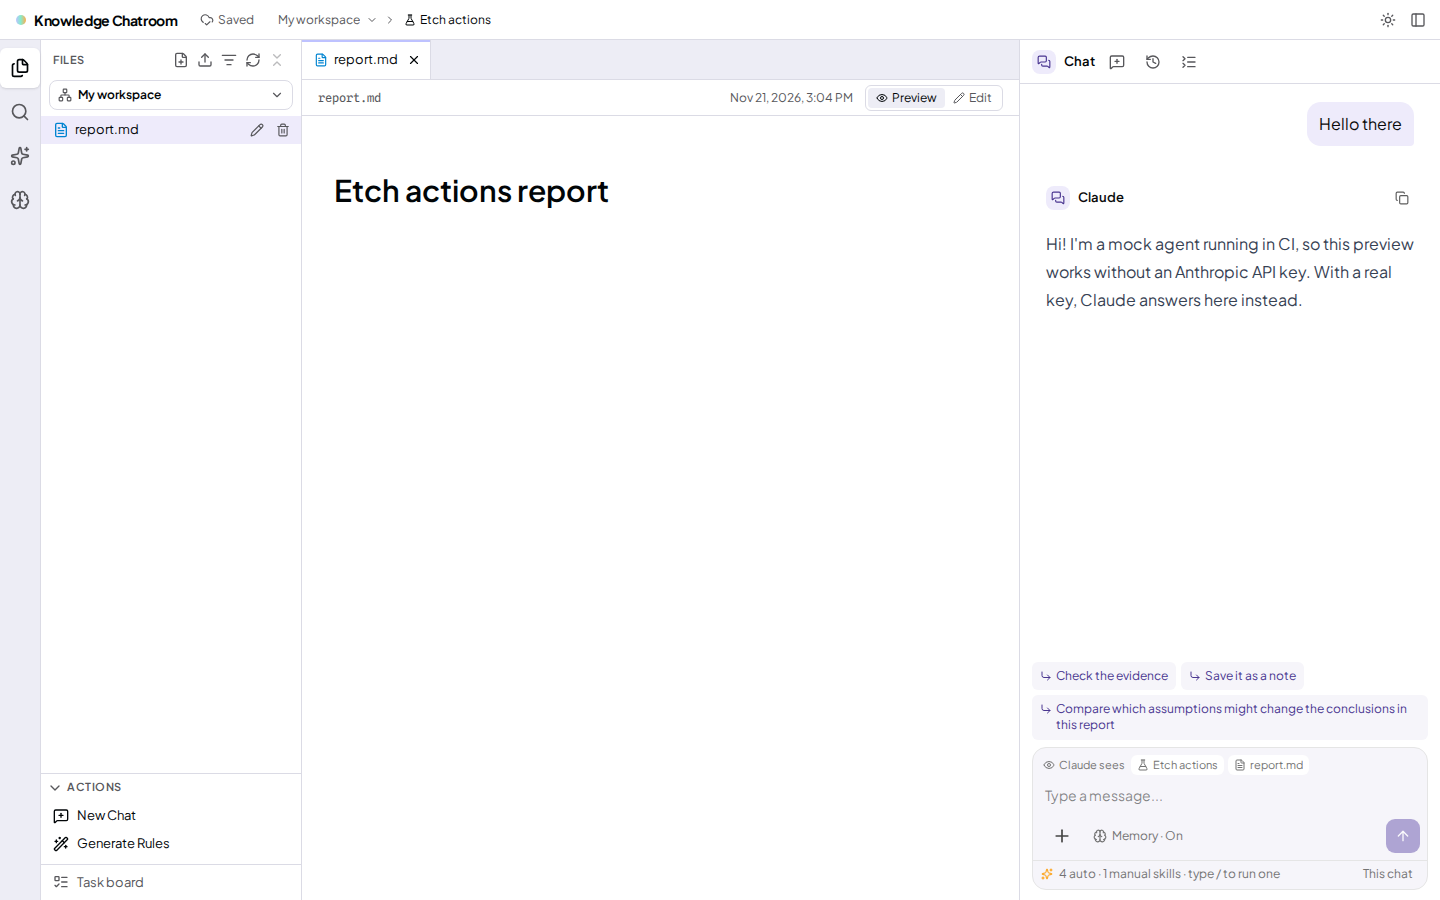 Knowledge Chatroom
Saved
My workspace
Etch actions
FILES
My workspace
report.md
ACTIONS
New Chat
Generate Rules
Task board
report.md
report.md
Nov 21, 2026, 3:04 PM
Preview
Edit
Etch actions report
Chat
Hello there
Claude
Hi! I'm a mock agent running in CI, so this preview
works without an Anthropic API key. With a real
key, Claude answers here instead.
Check the evidence
Save it as a note
Compare which assumptions might change the conclusions in
this report
Claude sees
Etch actions
report.md
Type a message...
Memory · On
4 auto · 1 manual skills · type / to run one
This chat